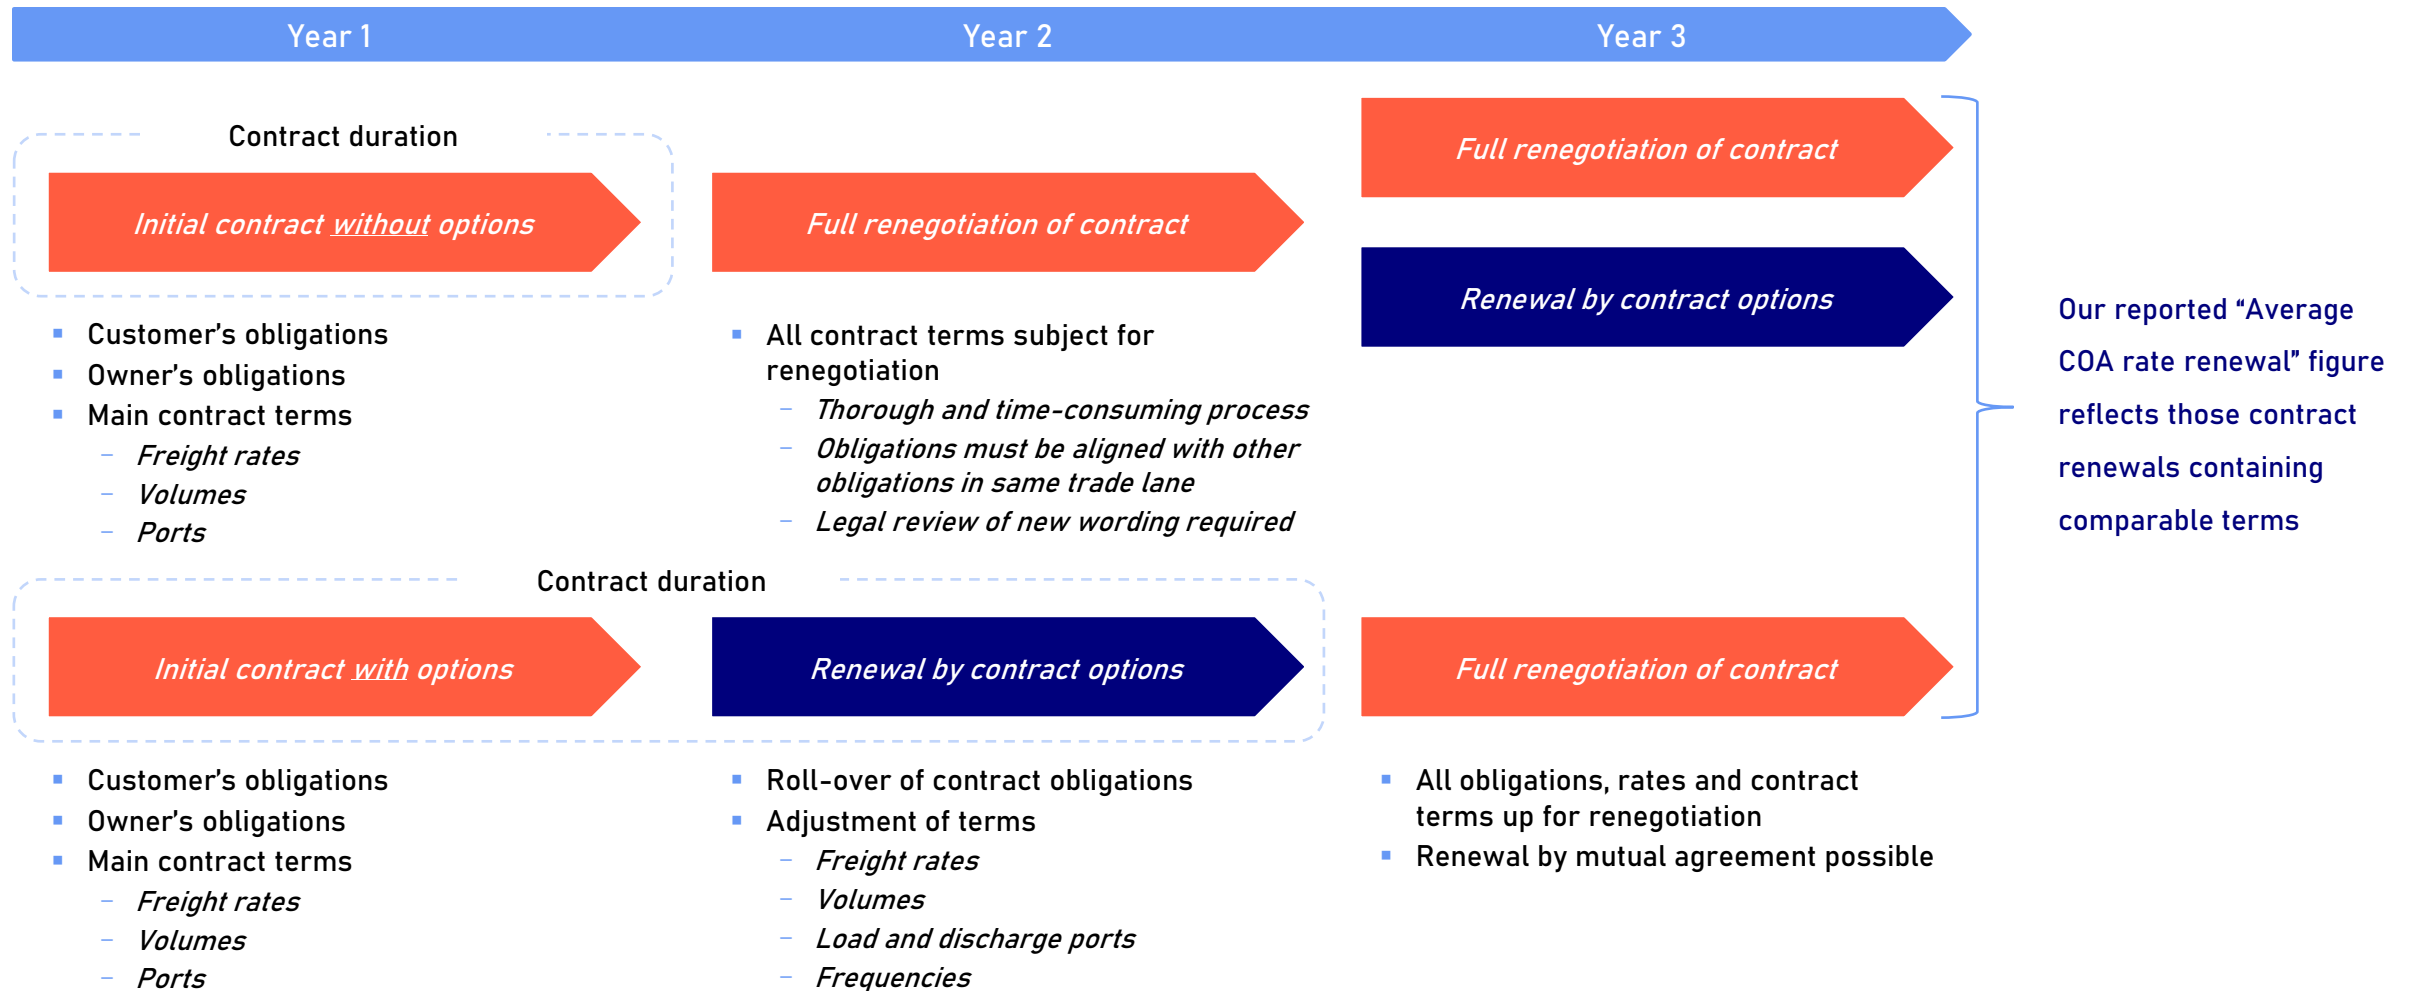 Year 1
Year 2
Year 3
Contract duration
Initial contract without options
Full renegotiation of contract
Full renegotiation of contract
Renewal by contract options
▪ Customer’s obligations
▪ Owner’s obligations
▪ Main contract terms
– Freight rates
– Volumes
– Ports
▪ All contract terms subject for
renegotiation
– Thorough and time-consuming process
– Obligations must be aligned with other
obligations in same trade lane
– Legal review of new wording required
Our reported “Average
COA rate renewal” figure
reflects those contract
renewals containing
comparable terms
Contract duration
Initial contract with options
Renewal by contract options
Full renegotiation of contract
▪ Customer’s obligations
▪ Owner’s obligations
▪ Main contract terms
– Freight rates
– Volumes
– Ports
▪ Roll-over of contract obligations
▪ Adjustment of terms
– Freight rates
– Volumes
– Load and discharge ports
– Frequencies
▪ All obligations, rates and contract
terms up for renegotiation
▪ Renewal by mutual agreement possible